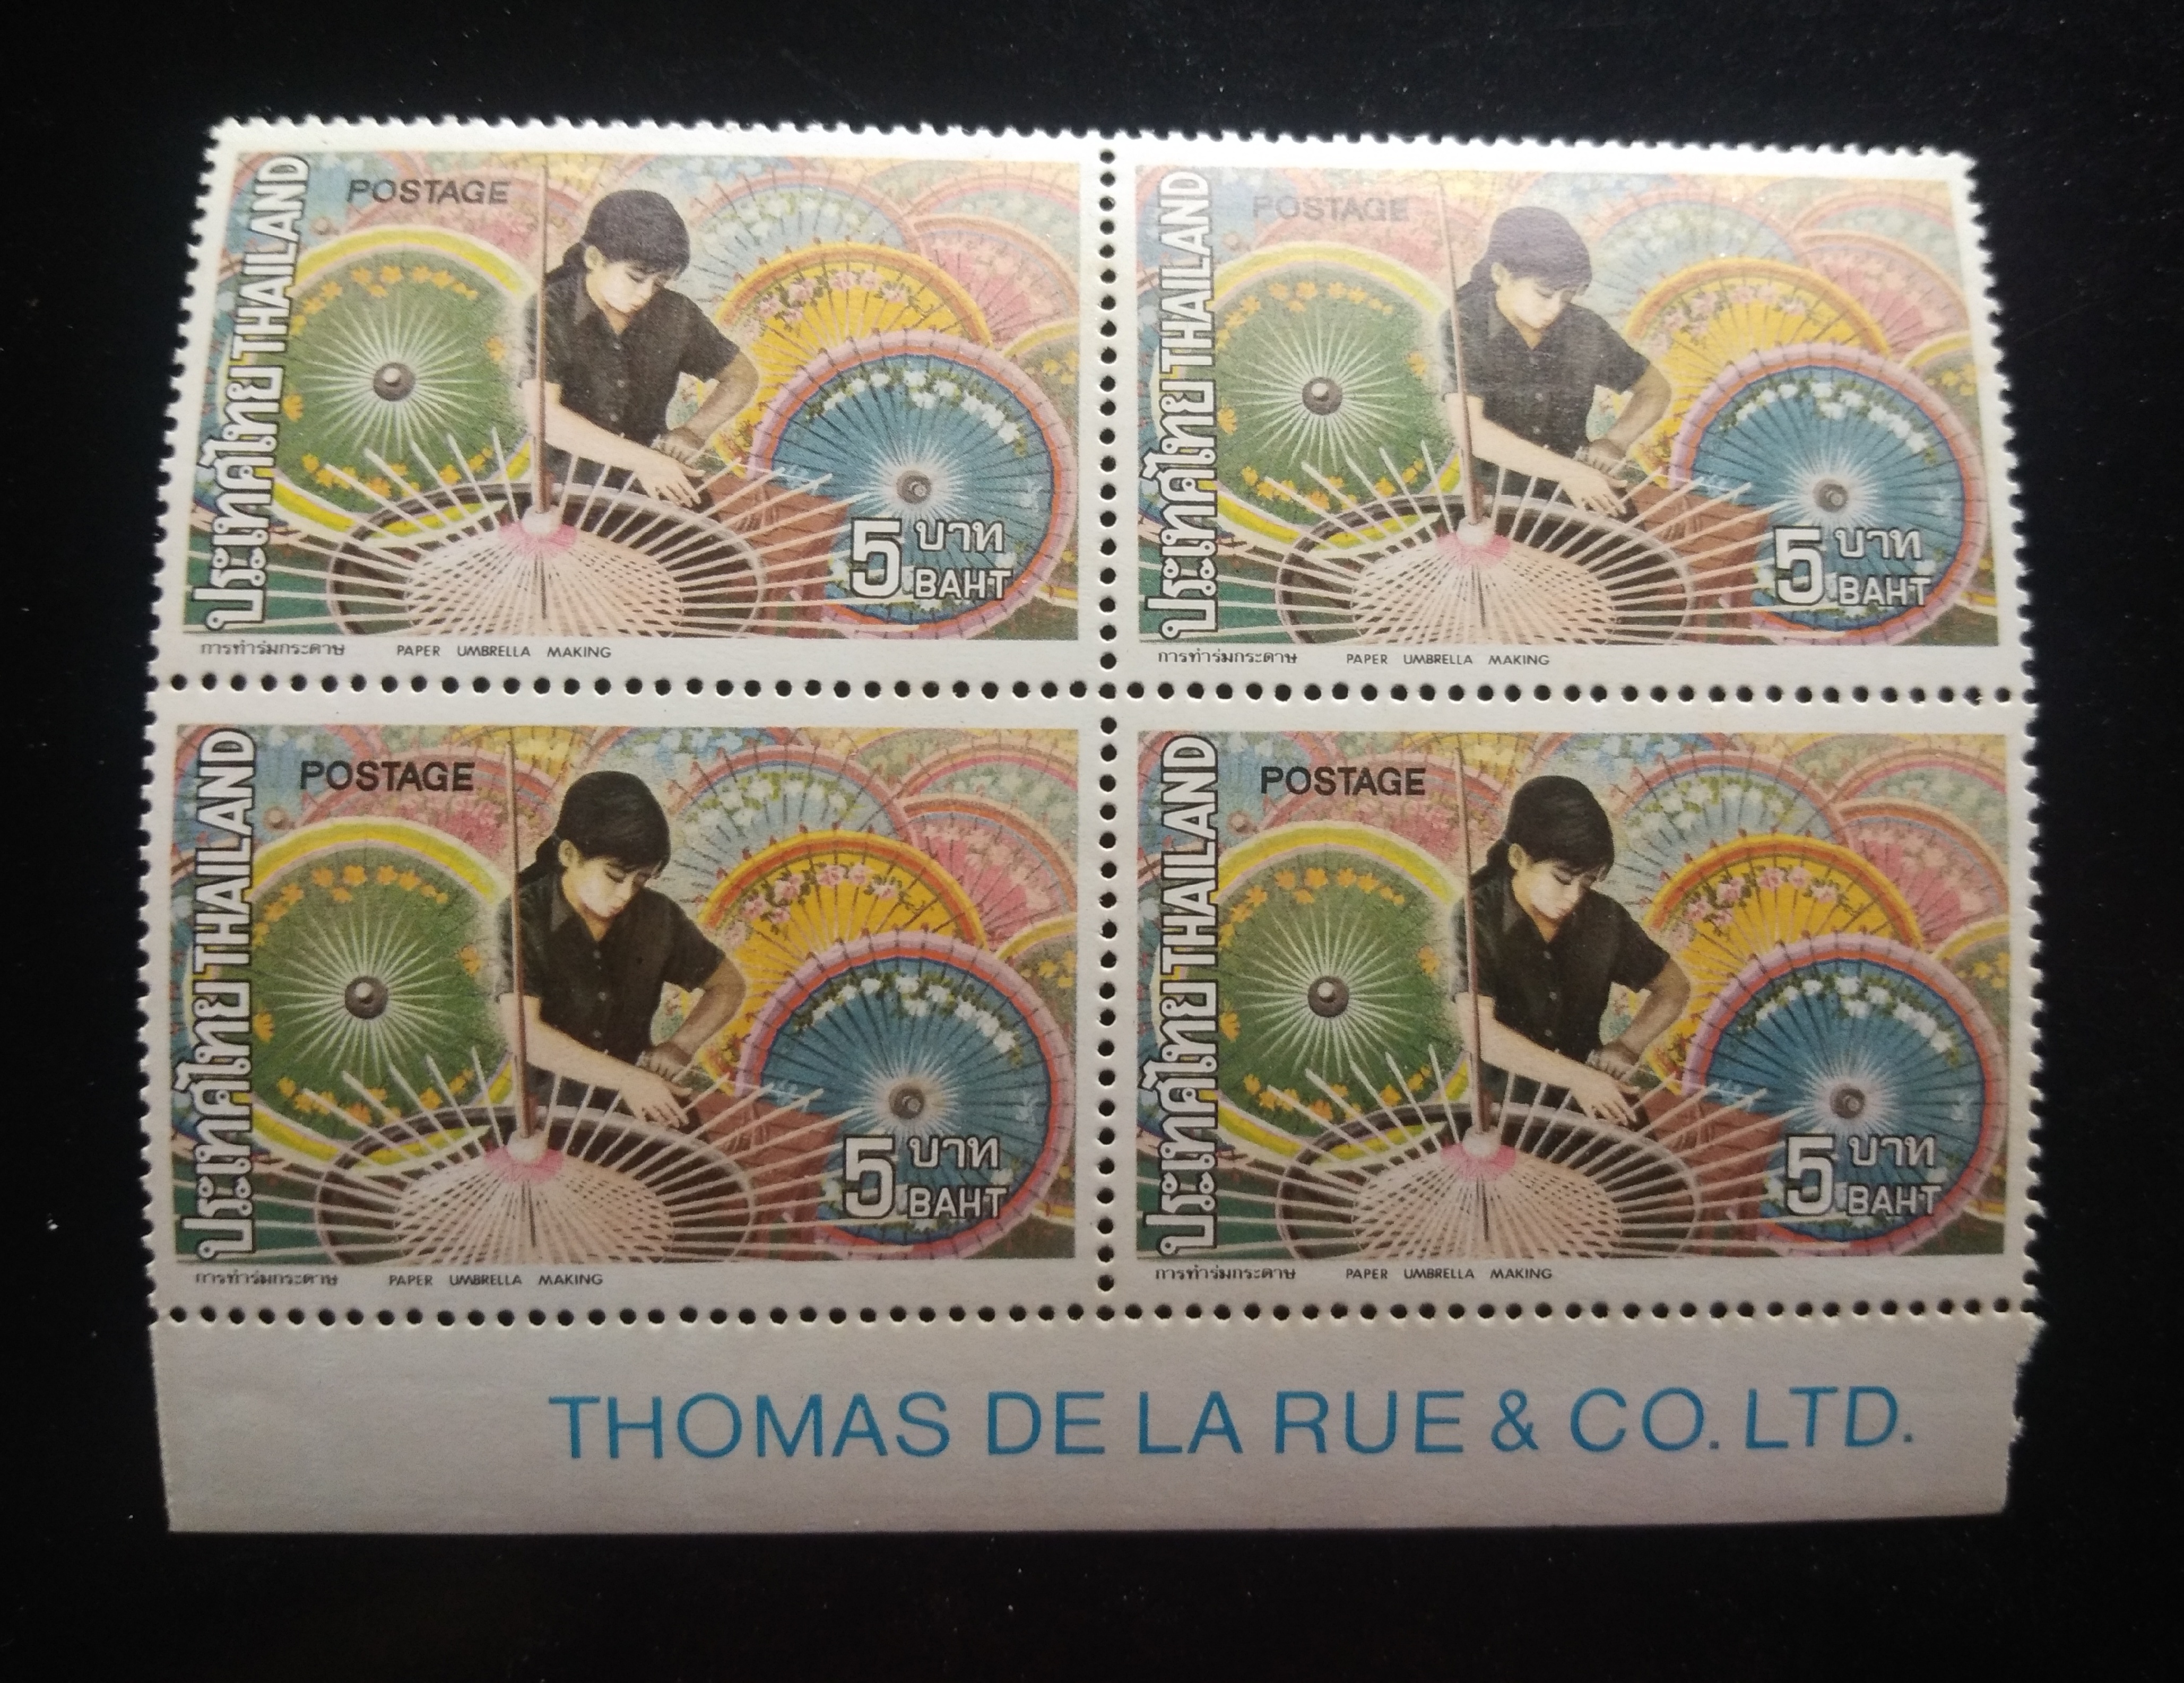 ประเทศไทย THAILAND
POSTAGE
5 บาท
BAHT
การทำร่มกระดาษ PAPER UMBRELLA MAKING
ประเทศไทย THAILAND
POSTAGE
5 บาท
BAHT
การทำร่มกระดาษ PAPER UMBRELLA MAKING
ประเทศไทย THAILAND
POSTAGE
5 บาท
BAHT
การทำร่มกระดาษ PAPER UMBRELLA MAKING
ประเทศไทย THAILAND
POSTAGE
5 บาท
BAHT
การทำร่มกระดาษ PAPER UMBRELLA MAKING
THOMAS DE LA RUE & CO. LTD.